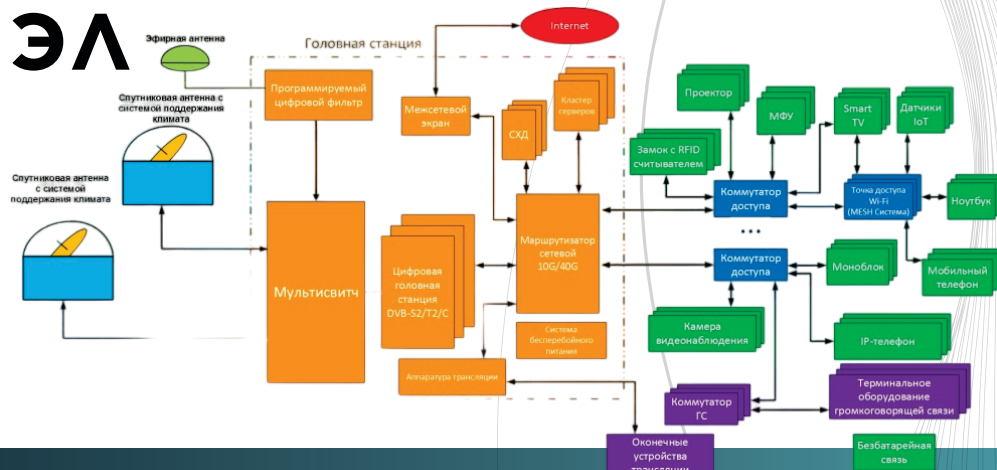 ЭЛ
Эфирная антенна
Головная станция
Internet
Программируемый
цифровой фильтр
Спутниковая антенна с
системой поддержания
климата
Спутниковая антенна
с системой
поддержания климата
Межсетевой
экран
СХД
Кластер
серверов
Проектор
МФУ
Smart
TV
Датчики
IoT
Замок с RFID
считывателем
Коммутатор
доступа
Точка доступа
Wi-Fi
(MESH Система)
Ноутбук
Мультисвитч
Цифровая
головная
станция
DVB-S2/T2/C
Маршрутизатор
сетевой
10G/40G
...
Коммутатор
доступа
Моноблок
Мобильный
телефон
Система
бесперебойного
питания
Камера
видеонаблюдения
IP-телефон
Аппаратура трансляции
Коммутатор
ГС
Терминальное
оборудование
громкоговорящей связи
Оконечные
устройства
трансляции
Безбатарейная
связь